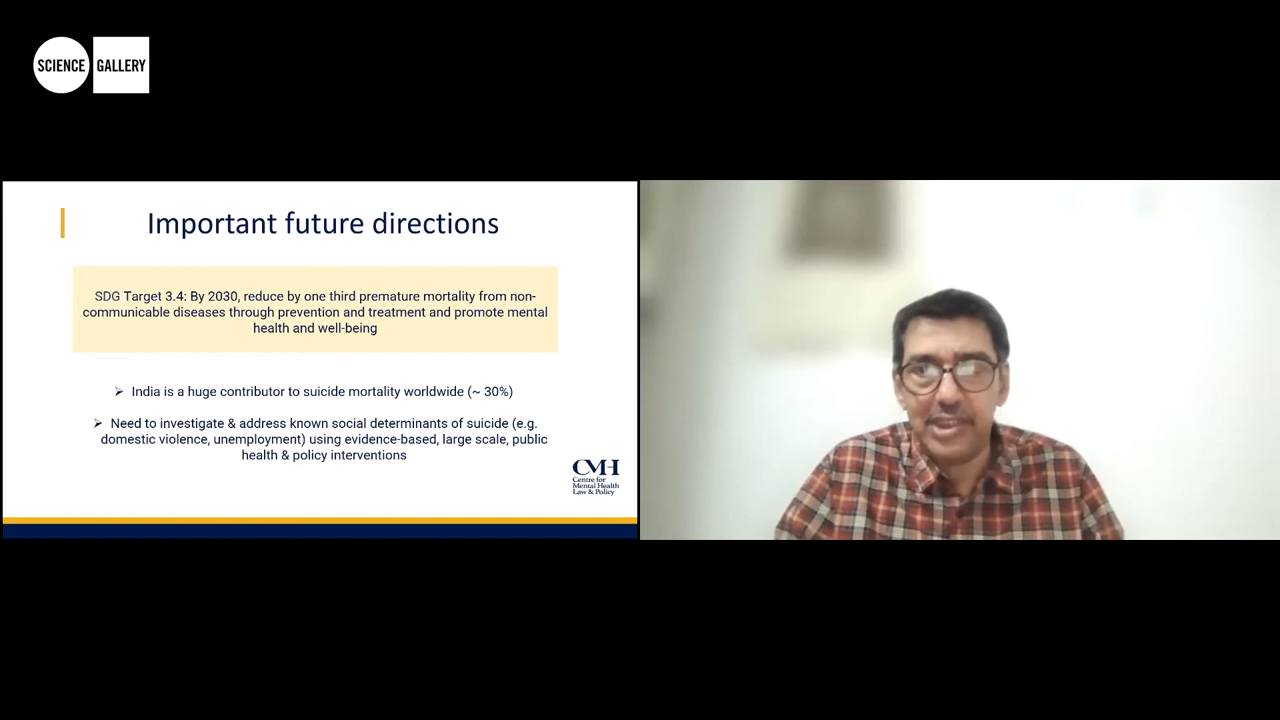 SCIENCE GALLERY
Important future directions
SDG Target 3.4: By 2030, reduce by one third premature mortality from non-
communicable diseases through prevention and treatment and promote mental
health and well-being
➢ India is a huge contributor to suicide mortality worldwide (~ 30%)
➢ Need to investigate & address known social determinants of suicide (e.g.
domestic violence, unemployment) using evidence-based, large scale, public
health & policy interventions
CMH
Centre for
Mental Health
Law & Policy